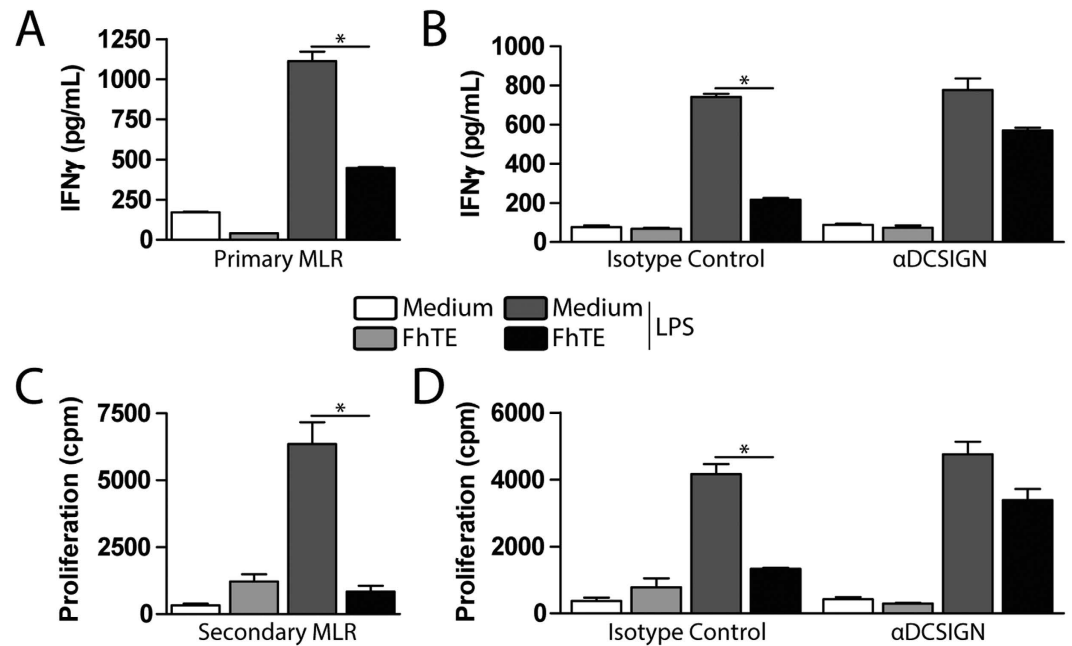 A
IFNγ (pg/mL)
1250
1000
750
500
250
0
*
Primary MLR
B
IFNγ (pg/mL)
1000
800
600
400
200
0
*
Isotype Control
αDCSIGN
Medium Medium
FhTE FhTE
LPS
C
Proliferation (cpm)
7500
5000
2500
0
*
Secondary MLR
D
Proliferation (cpm)
6000
4000
2000
0
*
Isotype Control
αDCSIGN